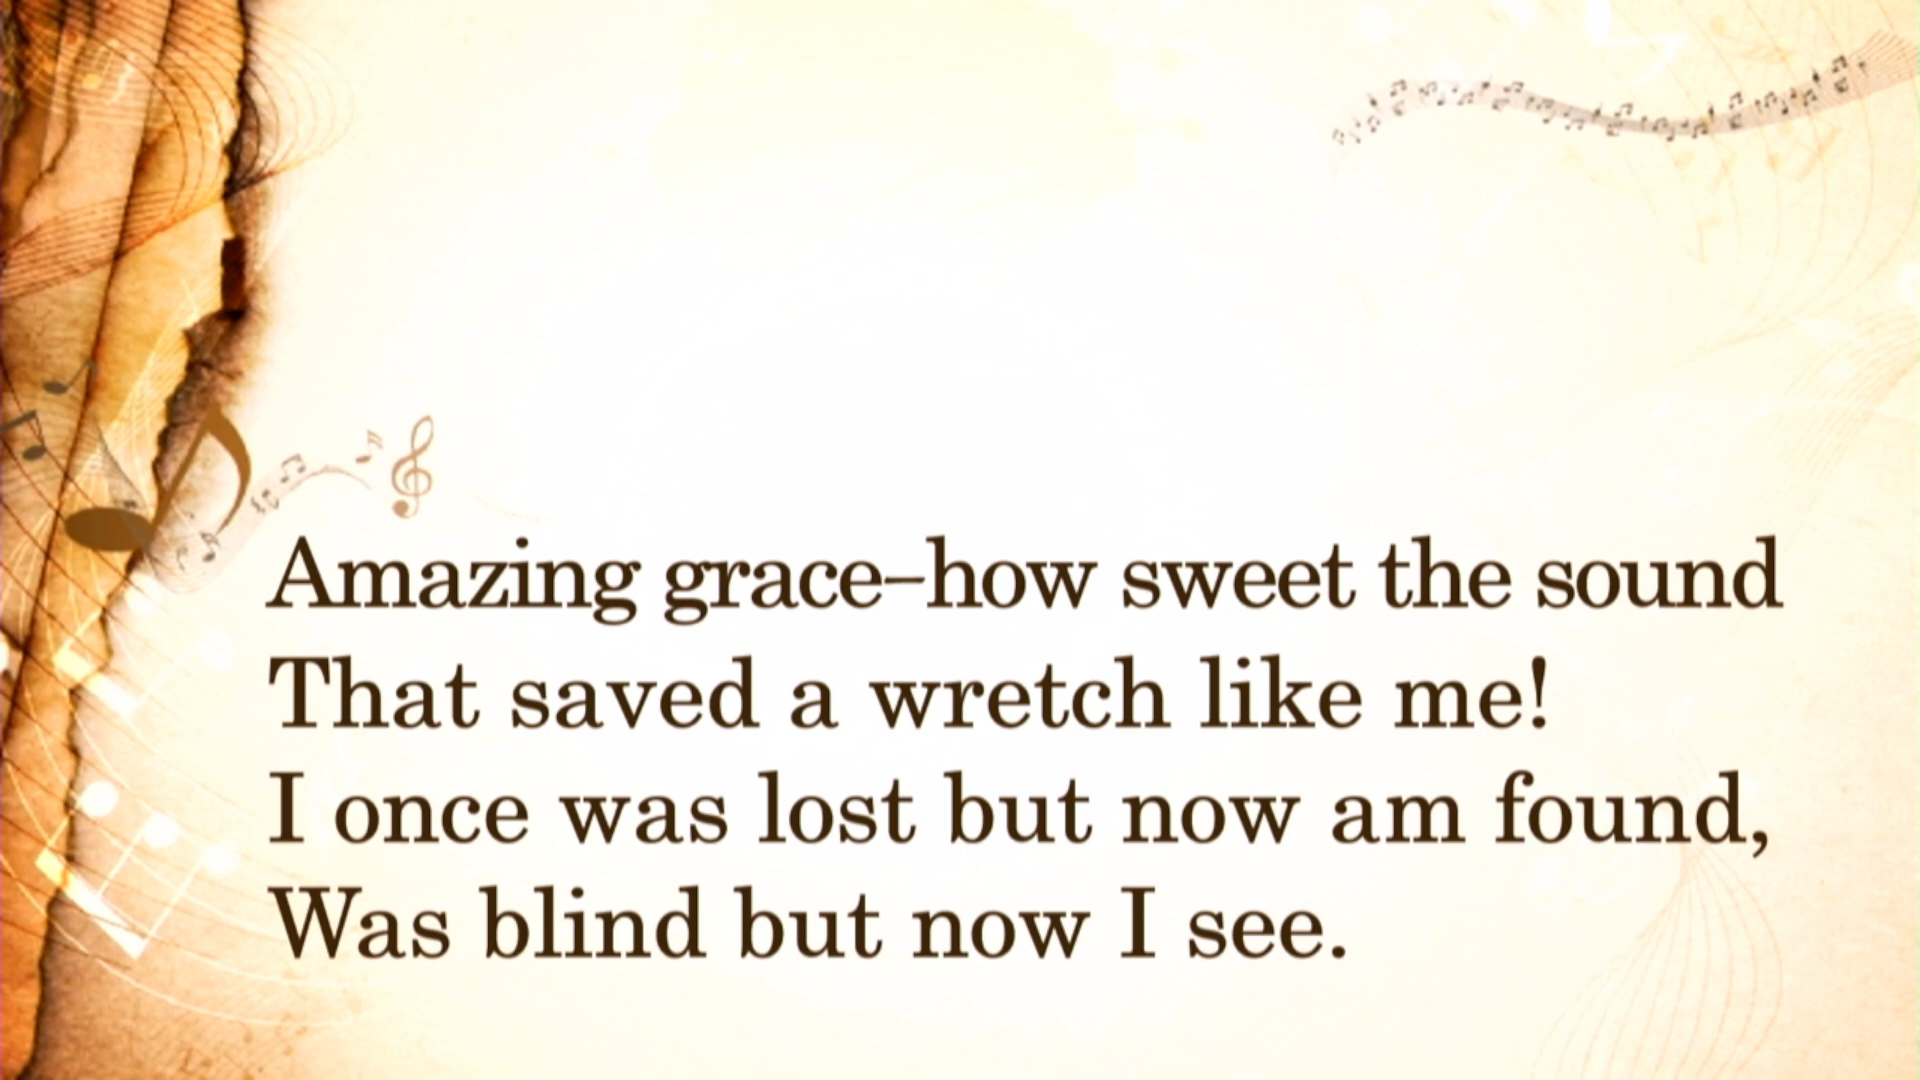 Amazing grace–how sweet the sound
That saved a wretch like me!
I once was lost but now am found,
Was blind but now I see.